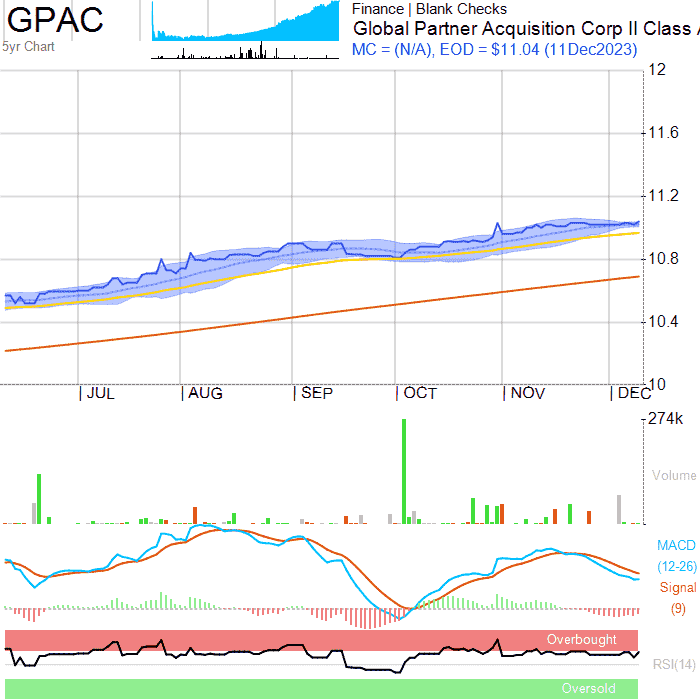 GPAC
5yr Chart
Finance | Blank Checks
Global Partner Acquisition Corp II Class
MC = (N/A), EOD = $11.04 (11Dec2023)
12
11.6
11.2
10.8
10.4
10
JUL
AUG
SEP
OCT
NOV
DEC
274k
Volume
MACD
(12-26)
Signal
(9)
Overbought
RSI(14)
Oversold